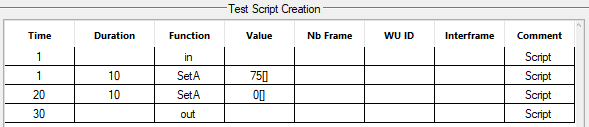 Test Script Creation
Time Duration Function Value Nb Frame WU ID Interframe Comment
1 in Script
1 10 SetA 75[] Script
20 10 SetA 0[] Script
30 out Script